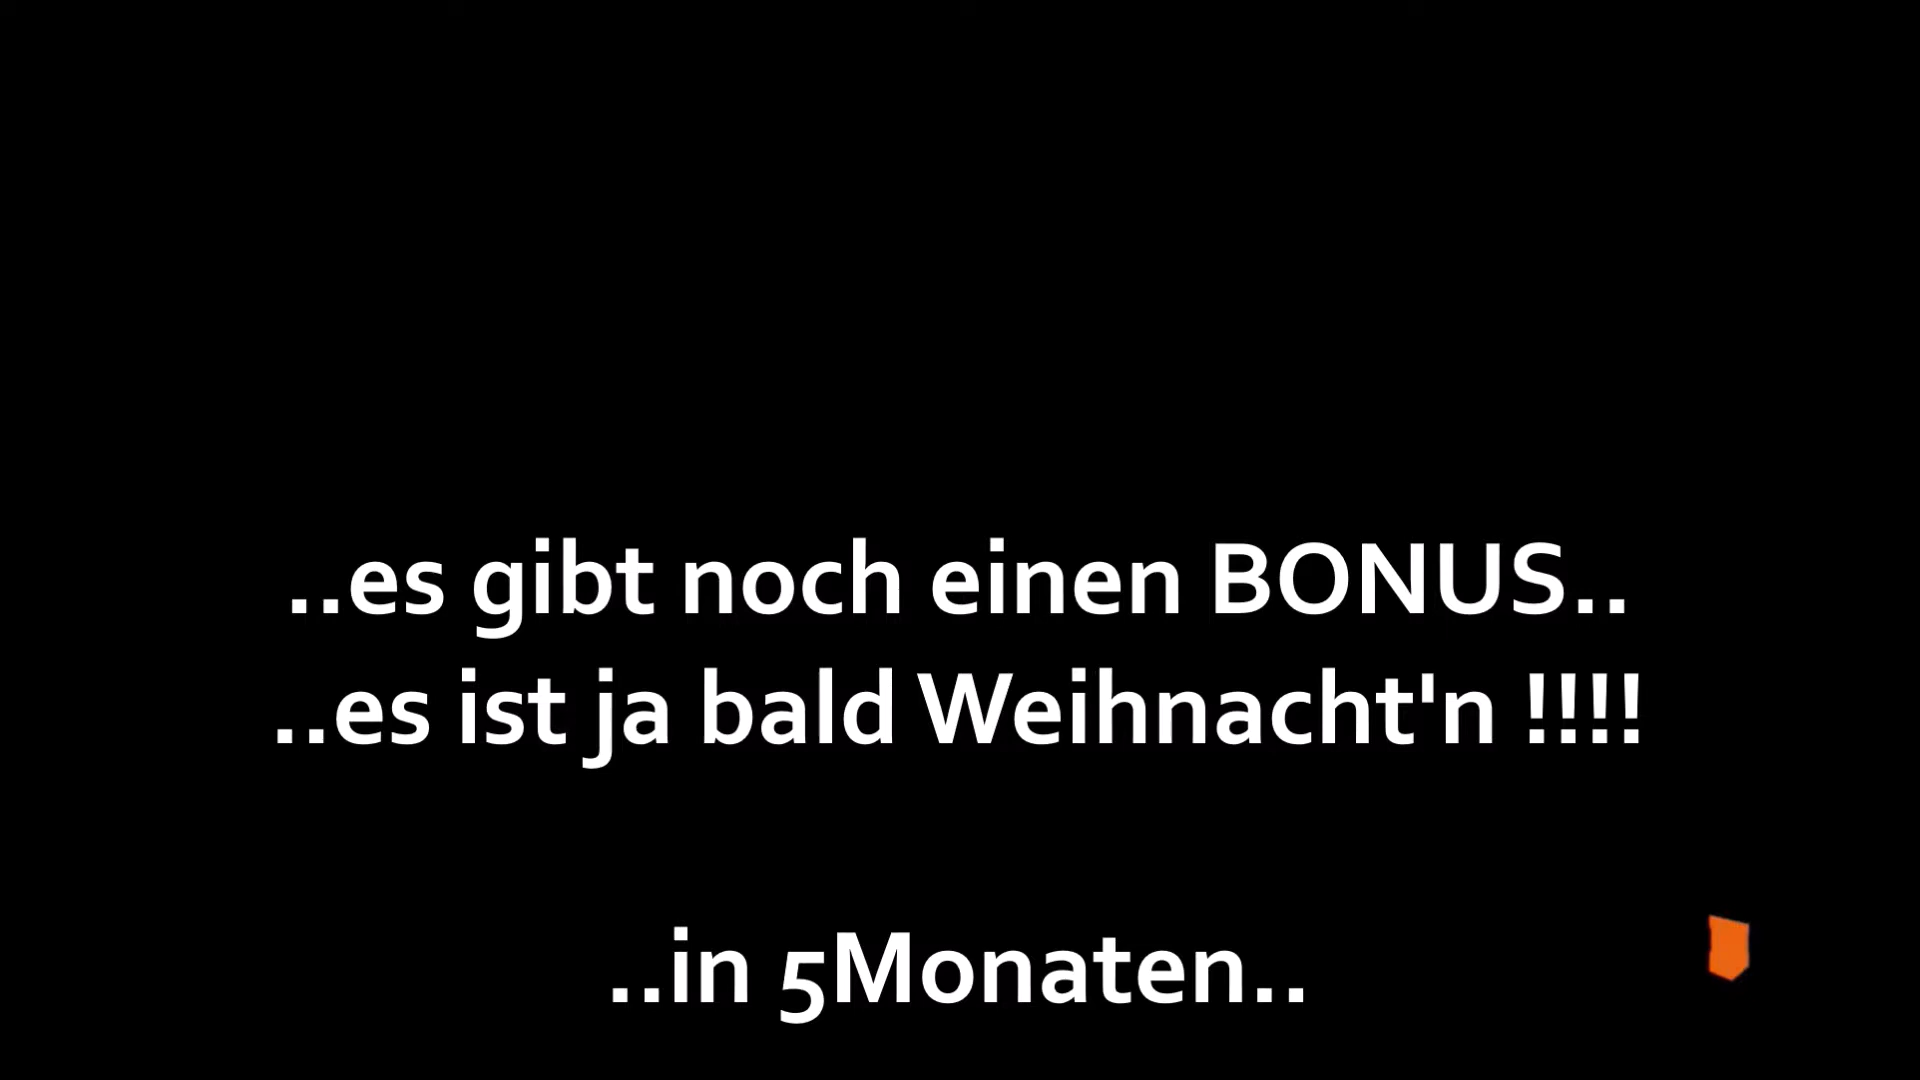 ..es gibt noch einen BONUS..
..es ist ja bald Weihnacht'n !!!!
..in 5Monaten..